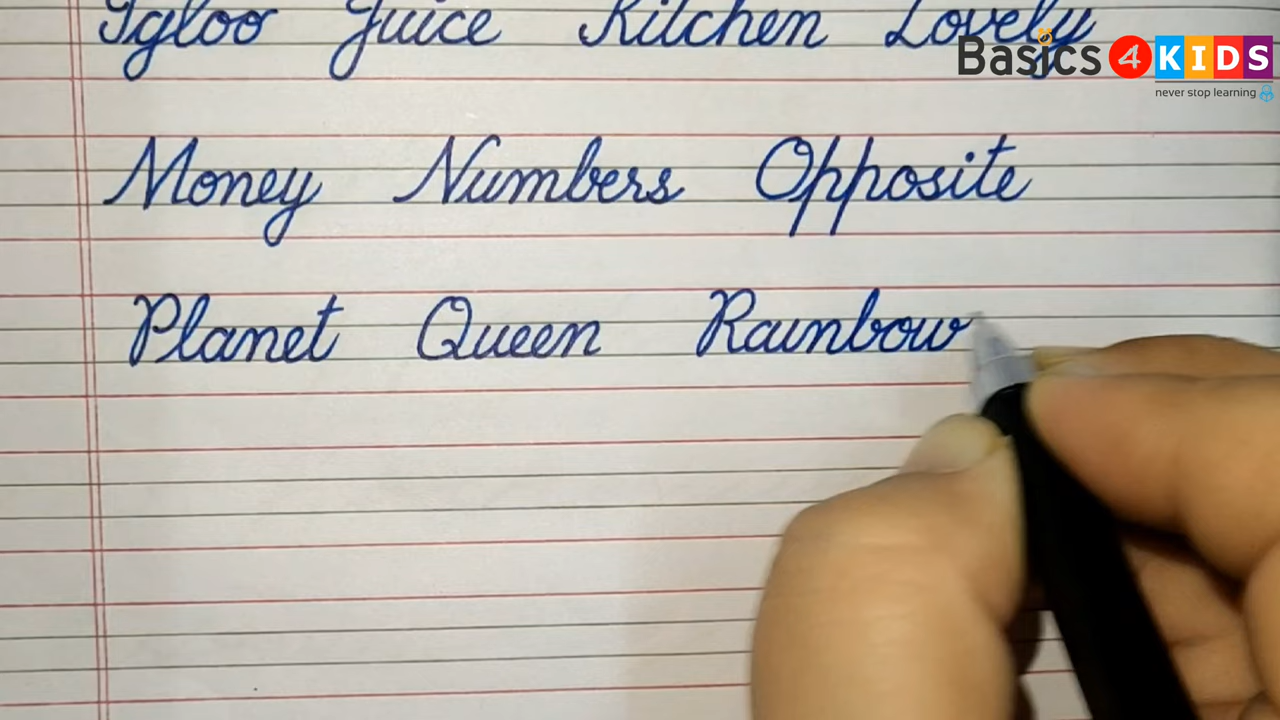 Igloo Juice Kitchen Lovely
Basics 4 KIDS
never stop learning
Money Numbers Opposite
Planet Queen Rainbow